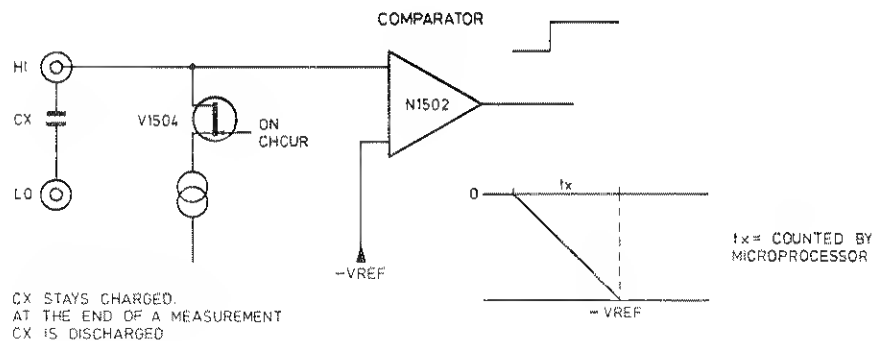 COMPARATOR
HI
N1502
CX
V1504
ON
CHCUR
LO
0
tx
tx= COUNTED BY
MICROPROCESSOR
-VREF
-VREF
CX STAYS CHARGED.
AT THE END OF A MEASUREMENT
CX IS DISCHARGED